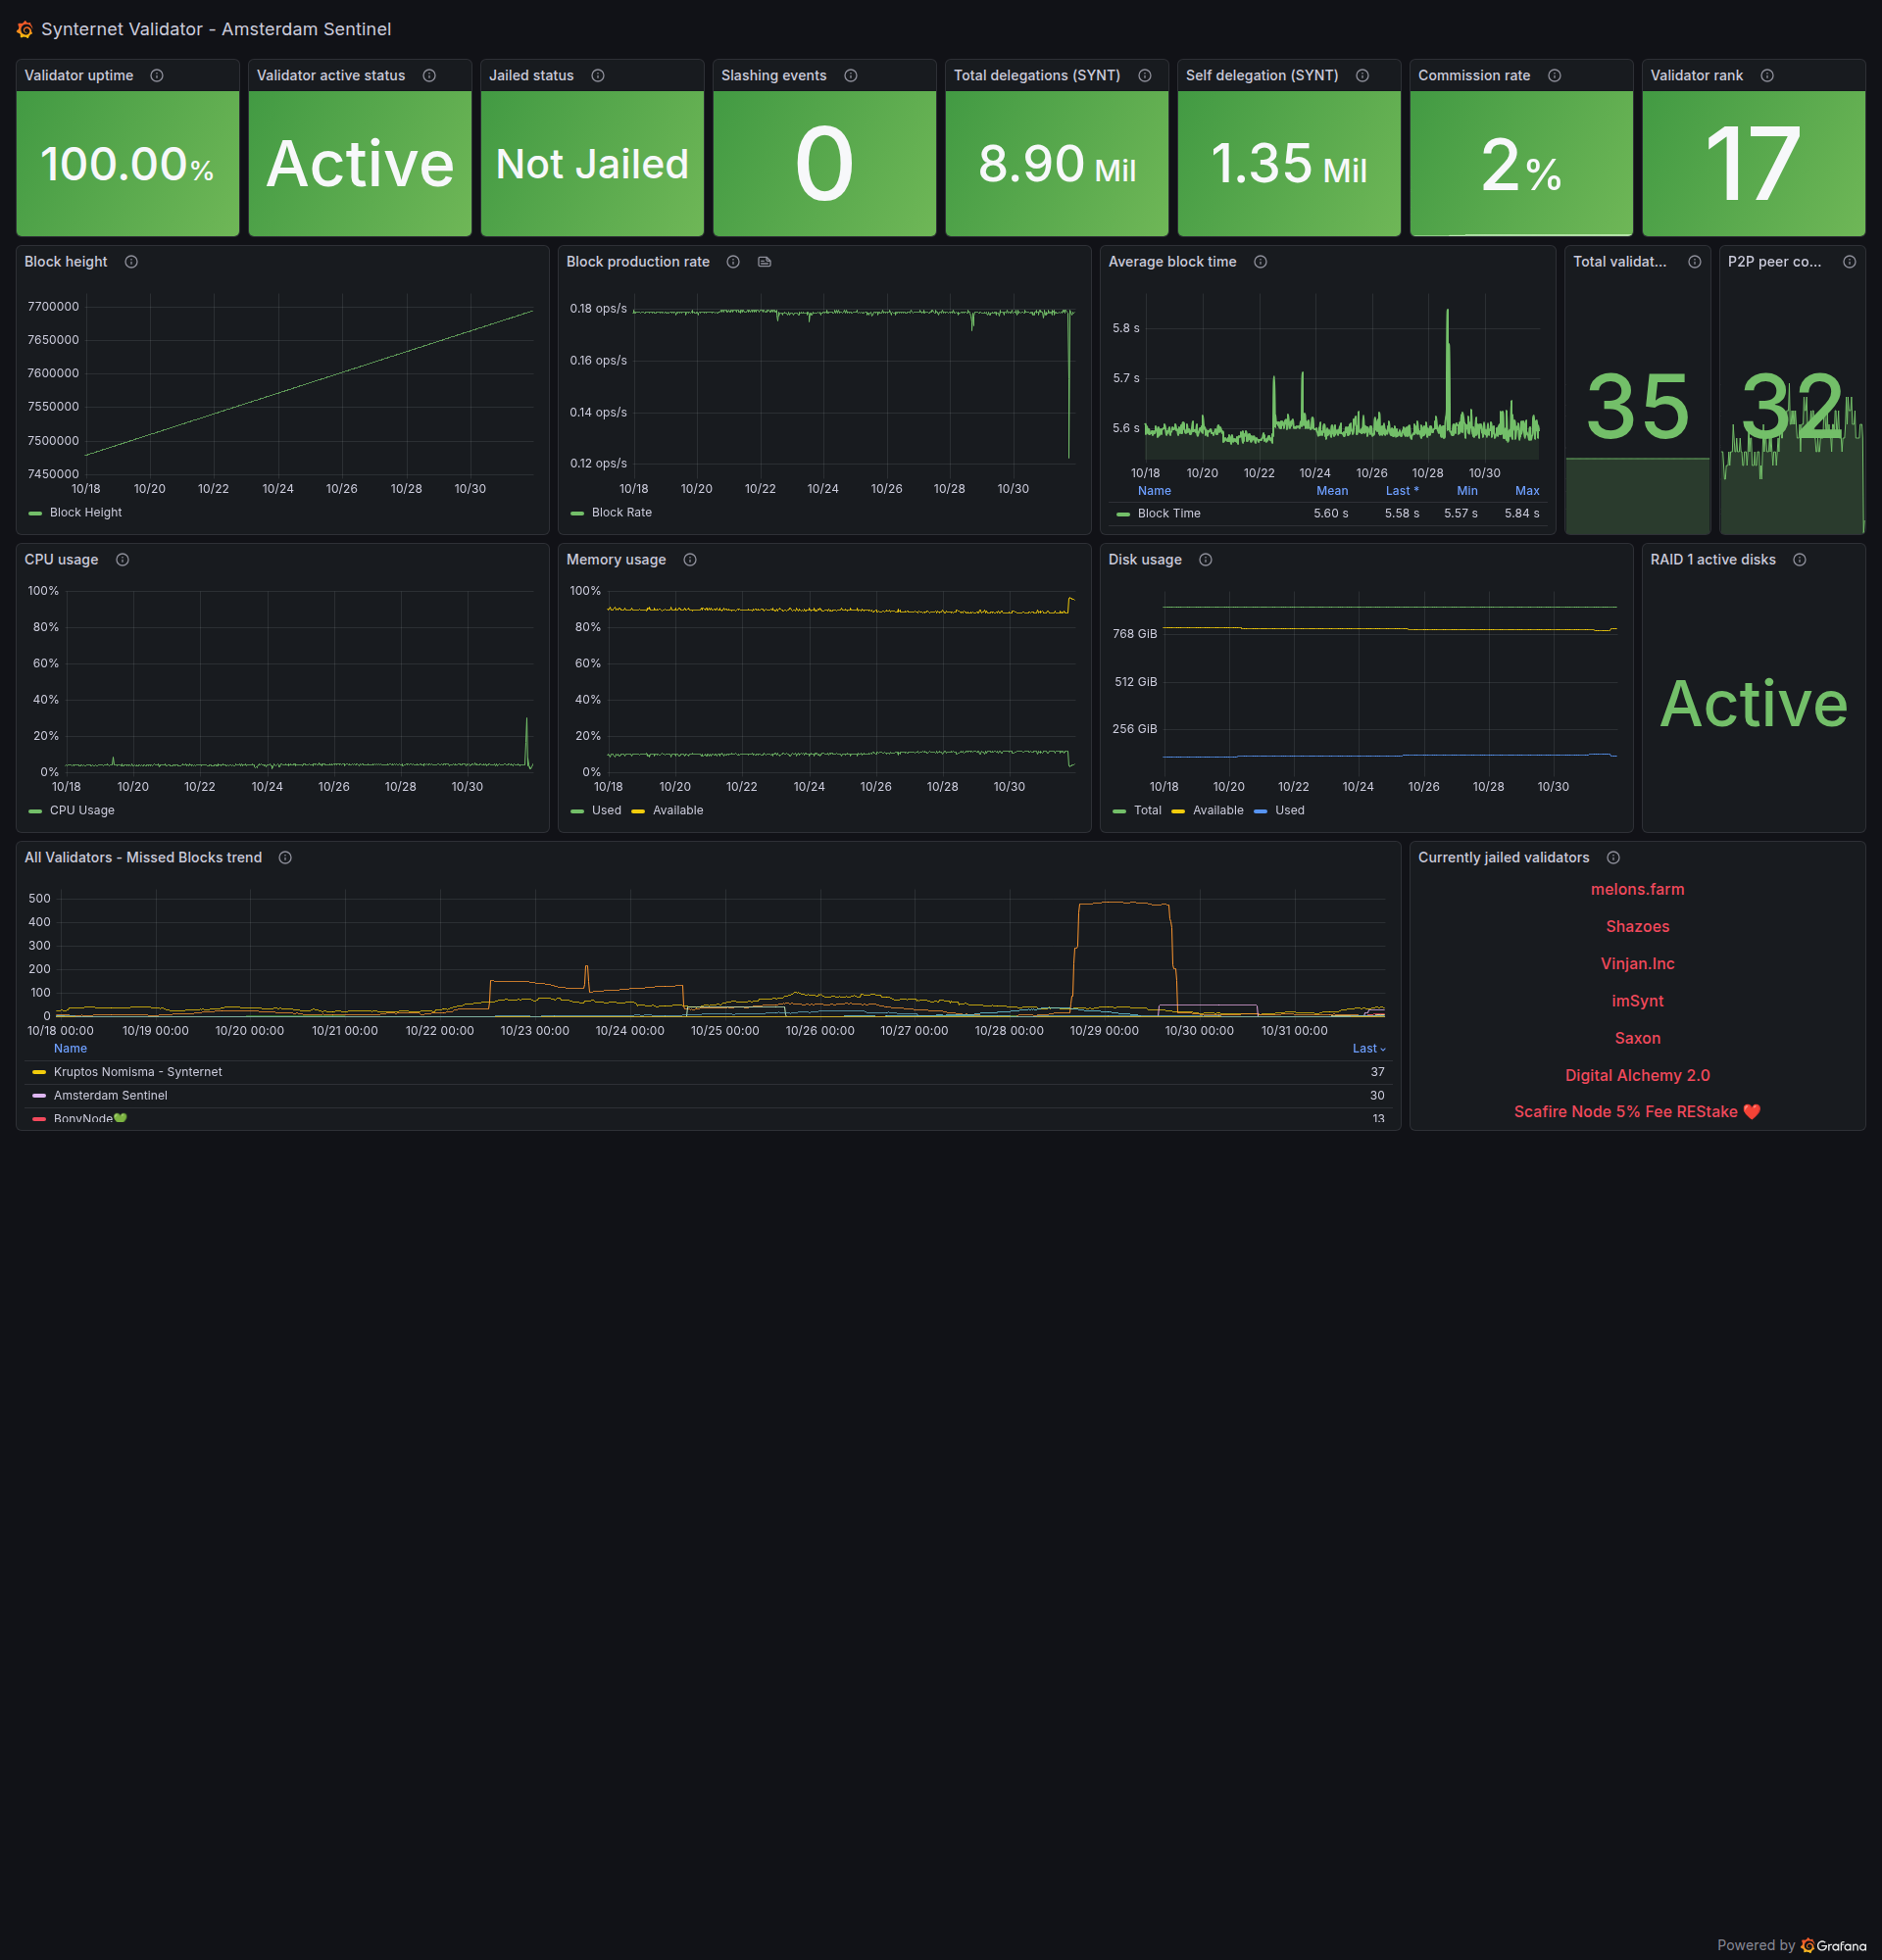 Synternet Validator - Amsterdam Sentinel
Validator uptime
100.00%
Validator active status
Active
Jailed status
Not Jailed
Slashing events
0
Total delegations (SYNT)
8.90 Mil
Self delegation (SYNT)
1.35 Mil
Commission rate
2%
Validator rank
17
Block height
7700000
7650000
7600000
7550000
7500000
7450000
10/18 10/20 10/22 10/24 10/26 10/28 10/30
Block Height
Block production rate
0.18 ops/s
0.16 ops/s
0.14 ops/s
0.12 ops/s
10/18 10/20 10/22 10/24 10/26 10/28 10/30
Block Rate
Average block time
5.8 s
5.7 s
5.6 s
10/18 10/20 10/22 10/24 10/26 10/28 10/30
Name Mean Last * Min Max
Block TIme 5.60 s 5.58 s 5.57 s 5.84 s
Total validat...
35
P2P peer co...
32
CPU usage
100%
80%
60%
40%
20%
0%
10/18 10/20 10/22 10/24 10/26 10/28 10/30
CPU Usage
Memory usage
100%
80%
60%
40%
20%
0%
10/18 10/20 10/22 10/24 10/26 10/28 10/30
Used Available
Disk usage
768 GiB
512 GiB
256 GiB
10/18 10/20 10/22 10/24 10/26 10/28 10/30
Total Available Used
RAID 1 active disks
Active
All Validators - Missed Blocks trend
500
400
300
200
100
0
10/18 00:00 10/19 00:00 10/20 00:00 10/21 00:00 10/22 00:00 10/23 00:00 10/24 00:00 10/25 00:00 10/26 00:00 10/27 00:00 10/28 00:00 10/29 00:00 10/30 00:00 10/31 00:00
Name Last
Kruptos Nomisma - Synternet 37
Amsterdam Sentinel 30
BonyNode💚 13
Currently jailed validators
melons.farm
Shazoes
Vinjan.Inc
imSynt
Saxon
Digital Alchemy 2.0
Scafire Node 5% Fee REStake ❤️
Powered by Grafana